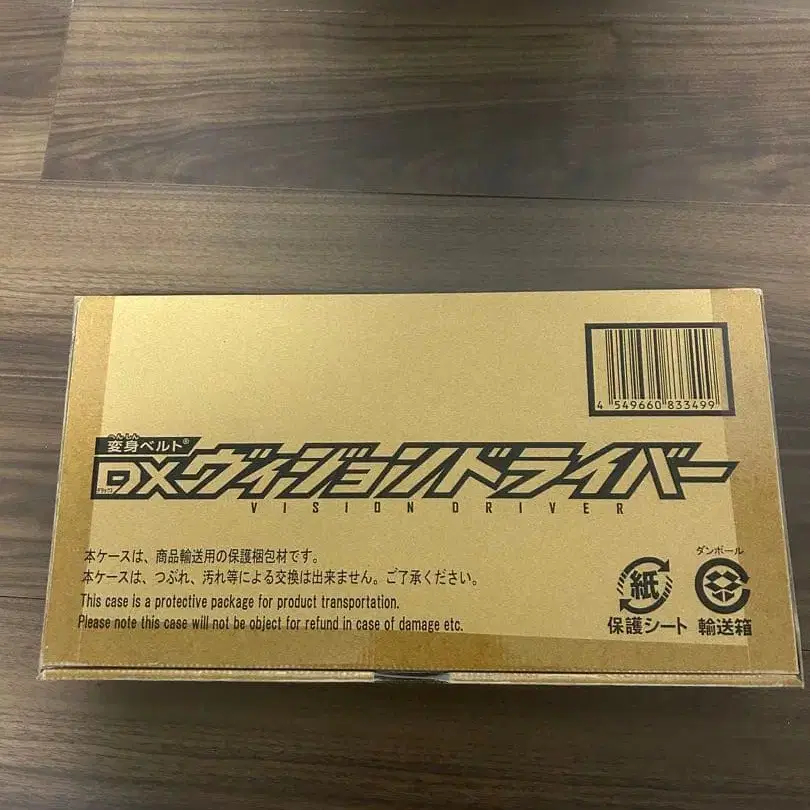 4 549660 833499
へんしん
変身ベルト®
DXヴィジョンドライバー
デラックス
VISION DRIVER
本ケースは、商品輸送用の保護梱包材です。
本ケースは、つぶれ、汚れ等による交換は出来ません。ご了承ください。
This case is a protective package for product transportation.
Please note this case will not be object for refund in case of damage etc.
紙
保護シート
ダンボール
輸送箱